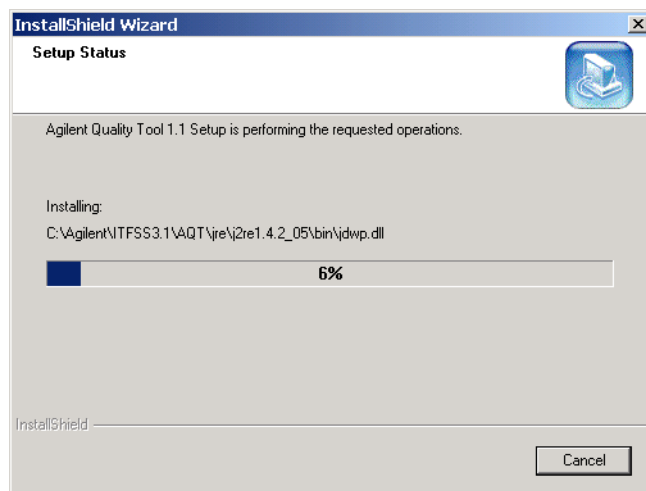 InstallShield Wizard
Setup Status
Agilent Quality Tool 1.1 Setup is performing the requested operations.
Installing:
C:\Agilent\ITFSS3.1\AQT\jre\j2re1.4.2_05\bin\jdwp.dll
6%
InstallShield
Cancel